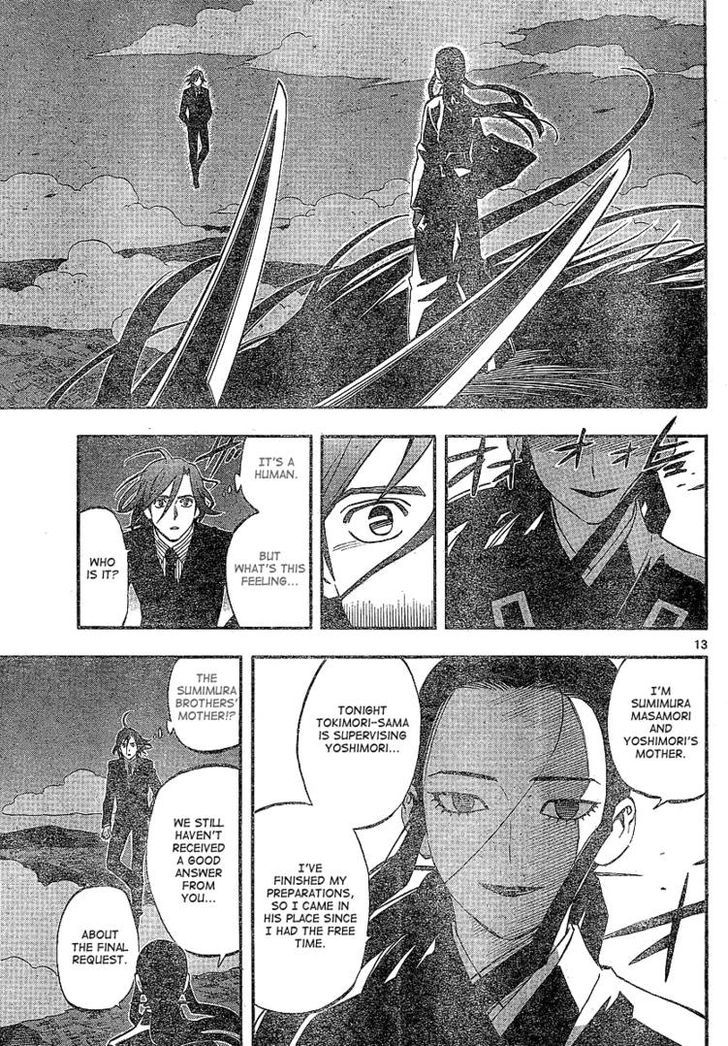 IT'S A
HUMAN.
BUT
WHAT'S THIS
FEELING...
WHO
IS IT?
13
I'M
SUMIMURA
MASAMORI
AND
YOSHIMORI'S
MOTHER.
TONIGHT
TOKIMORI-SAMA
IS SUPERVISING
YOSHIMORI...
I'VE
FINISHED MY
PREPARATIONS,
SO I CAME IN
HIS PLACE SINCE
I HAD THE FREE
TIME.
THE
SUMIMURA
BROTHERS'
MOTHER!?
WE STILL
HAVEN'T
RECEIVED
A GOOD
ANSWER
FROM
YOU...
ABOUT
THE FINAL
REQUEST.